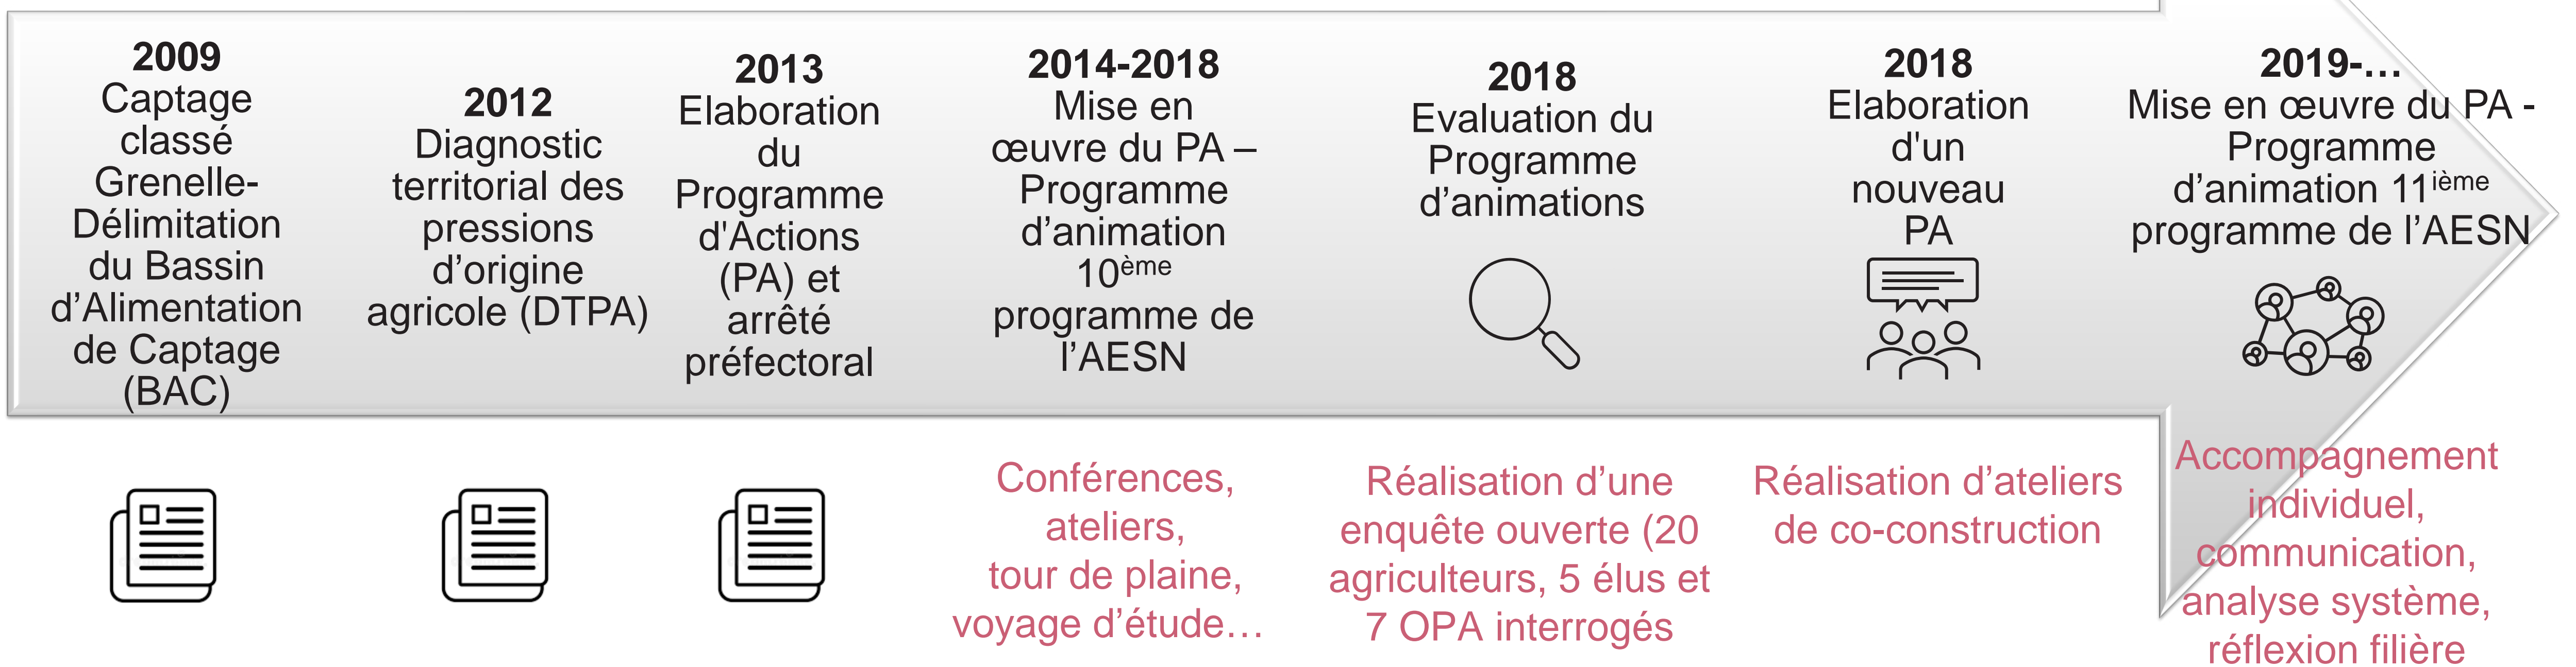 2009
Captage
classé
Grenelle-
Délimitation
du Bassin
d’Alimentation
de Captage
(BAC)
2012
Diagnostic
territorial des
pressions
d’origine
agricole (DTPA)
2013
Elaboration
du
Programme
d'Actions
(PA) et
arrêté
préfectoral
2014-2018
Mise en
œuvre du PA –
Programme
d’animation
10ème
programme de
l’AESN
2018
Evaluation du
Programme
d’animations
2018
Elaboration
d'un
nouveau
PA
2019-…
Mise en œuvre du PA -
Programme
d’animation 11ième
programme de l’AESN
Conférences,
ateliers,
tour de plaine,
voyage d’étude…
Réalisation d’une
enquête ouverte (20
agriculteurs, 5 élus et
7 OPA interrogés
Réalisation d’ateliers
de co-construction
Accompagnement
individuel,
communication,
analyse système,
réflexion filière